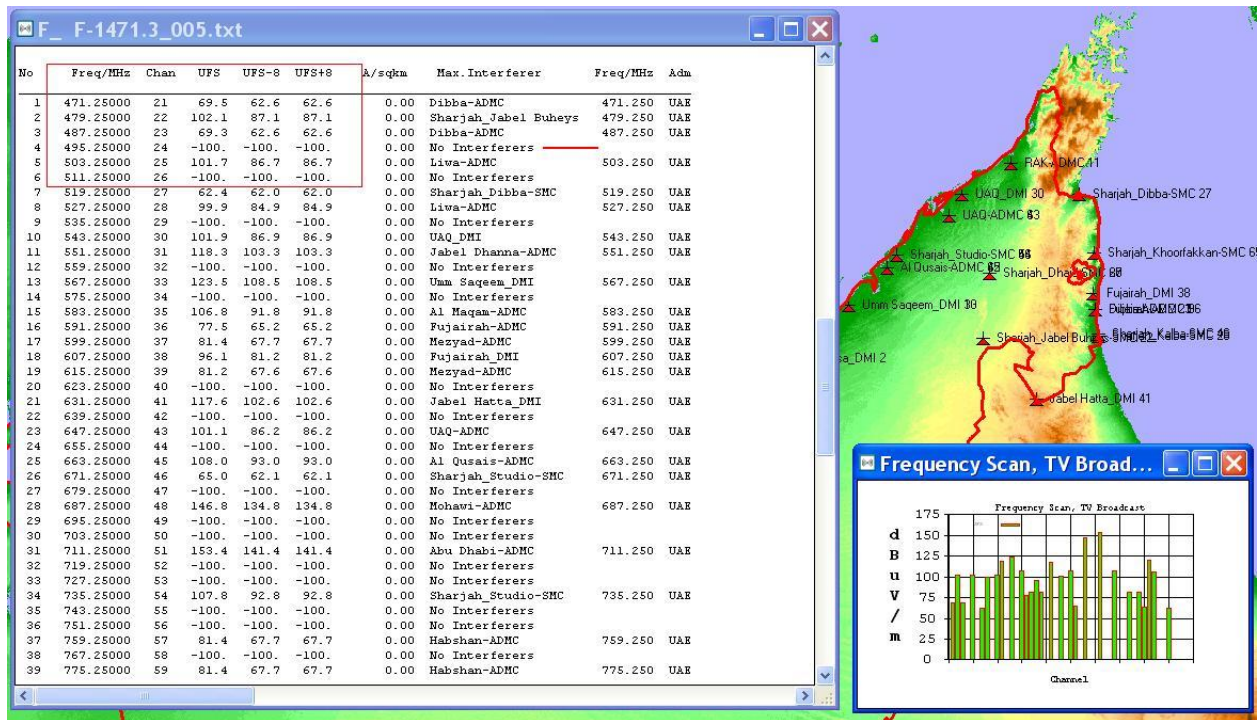 F_ F-1471.3_005.txt
No Freq/MHz Chan UFS UFS-8 UFS+8 A/sqkm Max.Interferer Freq/MHz Adm
1 471.25000 21 69.5 62.6 62.6 0.00 Dibba-ADMC 471.250 UAE
2 479.25000 22 102.1 87.1 87.1 0.00 Sharjah_Jabel Buheys 479.250 UAE
3 487.25000 23 69.3 62.6 62.6 0.00 Dibba-ADMC 487.250 UAE
4 495.25000 24 -100. -100. -100. 0.00 No Interferers
5 503.25000 25 101.7 86.7 86.7 0.00 Liwa-ADMC 503.250 UAE
6 511.25000 26 -100. -100. -100. 0.00 No Interferers
7 519.25000 27 62.4 62.0 62.0 0.00 Sharjah_Dibba-SMC 519.250 UAE
8 527.25000 28 99.9 84.9 84.9 0.00 Liwa-ADMC 527.250 UAE
9 535.25000 29 -100. -100. -100. 0.00 No Interferers
10 543.25000 30 101.9 86.9 86.9 0.00 UAQ_DMI 543.250 UAE
11 551.25000 31 118.3 103.3 103.3 0.00 Jabel Dhanna-ADMC 551.250 UAE
12 559.25000 32 -100. -100. -100. 0.00 No Interferers
13 567.25000 33 123.5 108.5 108.5 0.00 Umm Saqeem_DMI 567.250 UAE
14 575.25000 34 -100. -100. -100. 0.00 No Interferers
15 583.25000 35 106.8 91.8 91.8 0.00 Al Maqam-ADMC 583.250 UAE
16 591.25000 36 77.5 65.2 65.2 0.00 Fujairah-ADMC 591.250 UAE
17 599.25000 37 81.4 67.7 67.7 0.00 Mezyad-ADMC 599.250 UAE
18 607.25000 38 96.1 81.2 81.2 0.00 Fujairah_DMI 607.250 UAE
19 615.25000 39 81.2 67.6 67.6 0.00 Mezyad-ADMC 615.250 UAE
20 623.25000 40 -100. -100. -100. 0.00 No Interferers
21 631.25000 41 117.6 102.6 102.6 0.00 Jabel Hatta_DMI 631.250 UAE
22 639.25000 42 -100. -100. -100. 0.00 No Interferers
23 647.25000 43 101.1 86.2 86.2 0.00 UAQ-ADMC 647.250 UAE
24 655.25000 44 -100. -100. -100. 0.00 No Interferers
25 663.25000 45 108.0 93.0 93.0 0.00 Al Qusais-ADMC 663.250 UAE
26 671.25000 46 65.0 62.1 62.1 0.00 Sharjah_Studio-SMC 671.250 UAE
27 679.25000 47 -100. -100. -100. 0.00 No Interferers
28 687.25000 48 146.8 134.8 134.8 0.00 Mohawi-ADMC 687.250 UAE
29 695.25000 49 -100. -100. -100. 0.00 No Interferers
30 703.25000 50 -100. -100. -100. 0.00 No Interferers
31 711.25000 51 153.4 141.4 141.4 0.00 Abu Dhabi-ADMC 711.250 UAE
32 719.25000 52 -100. -100. -100. 0.00 No Interferers
33 727.25000 53 -100. -100. -100. 0.00 No Interferers
34 735.25000 54 107.8 92.8 92.8 0.00 Sharjah_Studio-SMC 735.250 UAE
35 743.25000 55 -100. -100. -100. 0.00 No Interferers
36 751.25000 56 -100. -100. -100. 0.00 No Interferers
37 759.25000 57 81.4 67.7 67.7 0.00 Habshan-ADMC 759.250 UAE
38 767.25000 58 -100. -100. -100. 0.00 No Interferers
39 775.25000 59 81.4 67.7 67.7 0.00 Habshan-ADMC 775.250 UAE
RAK-ADMC 11
UAQ_DMI 30
Sharjah_Dibba-SMC 27
UAQ-ADMC
Sharjah_Studio-SMC
Sharjah_Khoorfakkan-SMC
Al Qusais-ADMC
Fujairah_DMI 38
Umm Saqeem_DMI
Sharjah_Jabel
sa_DMI 2
Jabel Hatta_DMI 41
Frequency Scan, TV Broad...
Frequency Scan, TV Broadcast
dBuV/m
175
150
125
100
75
50
25
0
Channel